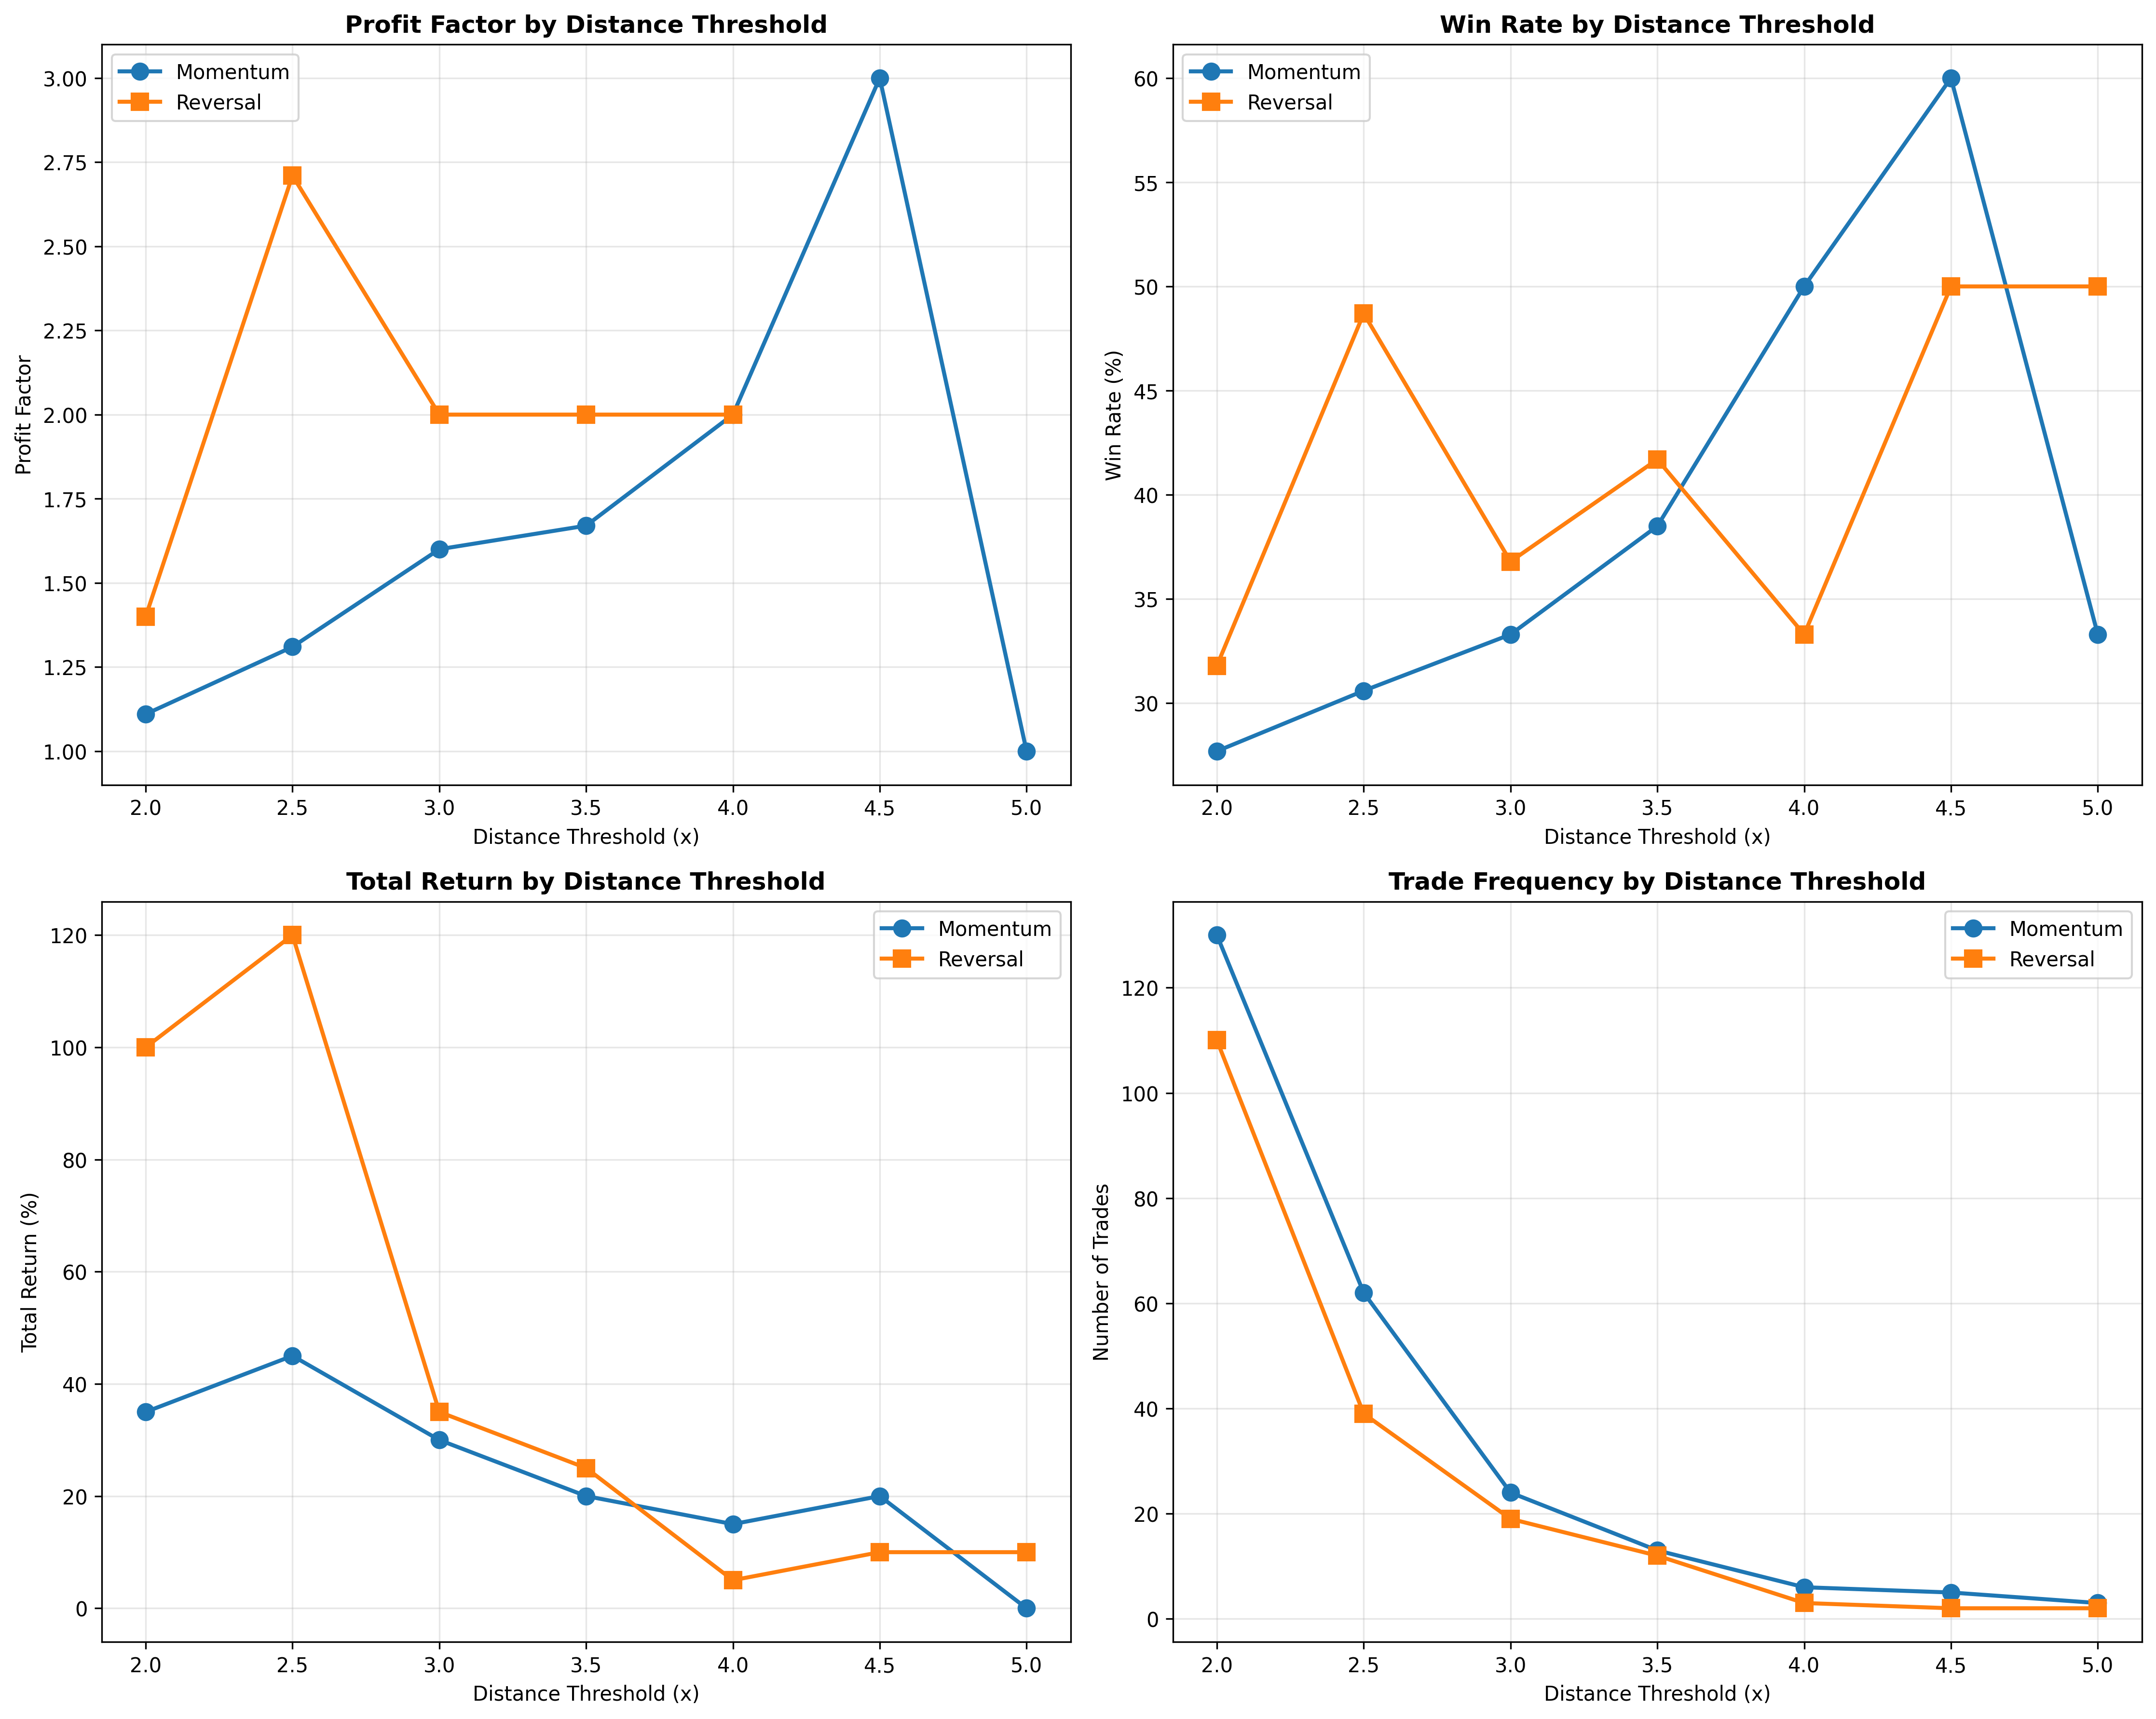 Profit Factor by Distance Threshold
Momentum
Reversal
3.00
2.75
2.50
2.25
2.00
1.75
1.50
1.25
1.00
Profit Factor
2.0 2.5 3.0 3.5 4.0 4.5 5.0
Distance Threshold (x)
Win Rate by Distance Threshold
Momentum
Reversal
60
55
50
45
40
35
30
Win Rate (%)
2.0 2.5 3.0 3.5 4.0 4.5 5.0
Distance Threshold (x)
Total Return by Distance Threshold
Momentum
Reversal
120
100
80
60
40
20
0
Total Return (%)
2.0 2.5 3.0 3.5 4.0 4.5 5.0
Distance Threshold (x)
Trade Frequency by Distance Threshold
Momentum
Reversal
120
100
80
60
40
20
0
Number of Trades
2.0 2.5 3.0 3.5 4.0 4.5 5.0
Distance Threshold (x)